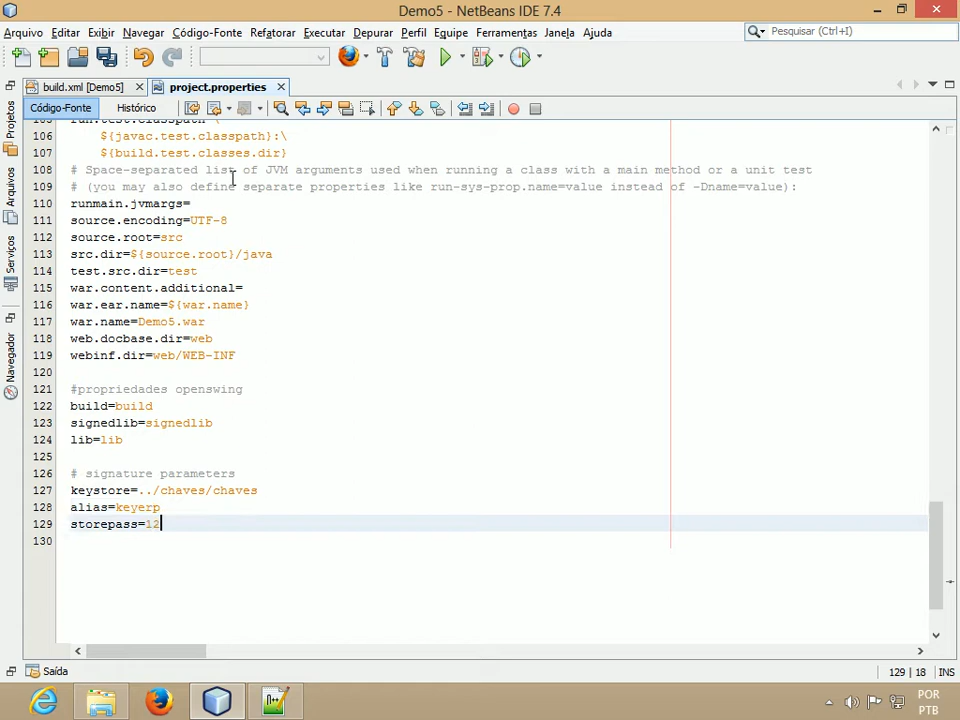 Demo5 - NetBeans IDE 7.4
Arquivo Editar Exibir Navegar Código-Fonte Refatorar Executar Depurar Perfil Equipe Ferramentas Janela Ajuda
Pesquisar (Ctrl+I)
build.xml [Demo5] project.properties
Código-Fonte Histórico
Projetos
Arquivos
Serviços
Navegador
106 ${javac.test.classpath}:\
107 ${build.test.classes.dir}
108 # Space-separated list of JVM arguments used when running a class with a main method or a unit test
109 # (you may also define separate properties like run-sys-prop.name=value instead of -Dname=value):
110 runmain.jvmargs=
111 source.encoding=UTF-8
112 source.root=src
113 src.dir=${source.root}/java
114 test.src.dir=test
115 war.content.additional=
116 war.ear.name=${war.name}
117 war.name=Demo5.war
118 web.docbase.dir=web
119 webinf.dir=web/WEB-INF
120
121 #propriedades openswing
122 build=build
123 signedlib=signedlib
124 lib=lib
125
126 # signature parameters
127 keystore=../chaves/chaves
128 alias=keyerp
129 storepass=12
130
Saída
129 | 18 INS
POR
PTB